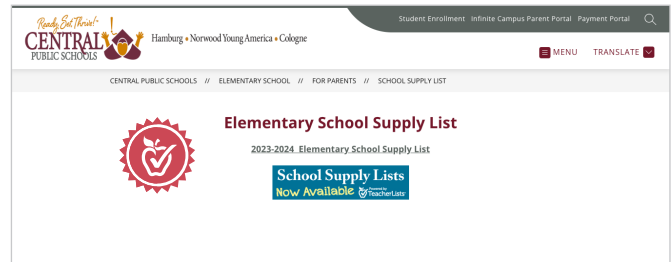 Student Enrollment Infinite Campus Parent Portal Payment Portal
Ready, Set, Thrive!
CENTRAL
PUBLIC SCHOOLS
Hamburg • Norwood Young America • Cologne
MENU TRANSLATE
CENTRAL PUBLIC SCHOOLS // ELEMENTARY SCHOOL // FOR PARENTS // SCHOOL SUPPLY LIST
Elementary School Supply List
2023-2024 Elementary School Supply List
School Supply Lists
Now Available Powered by TeacherLists